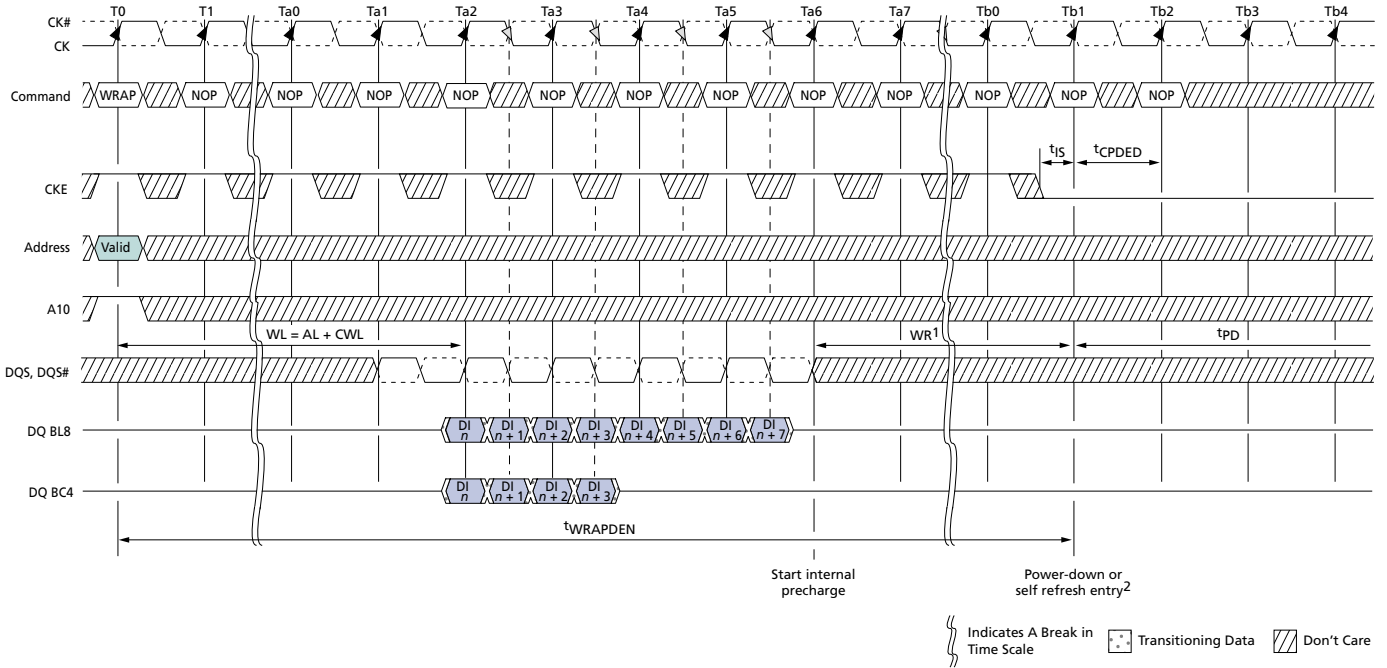 T0 T1 Ta0 Ta1 Ta2 Ta3 Ta4 Ta5 Ta6 Ta7 Tb0 Tb1 Tb2 Tb3 Tb4
CK#
CK
Command WRAP NOP NOP NOP NOP NOP NOP NOP NOP NOP NOP NOP NOP
tIS tCPDED
CKE
Address Valid
A10
WL = AL + CWL WR1 tPD
DQS, DQS#
DQ BL8 DI n DI n + 1 DI n + 2 DI n + 3 DI n + 4 DI n + 5 DI n + 6 DI n + 7
DQ BC4 DI n DI n + 1 DI n + 2 DI n + 3
tWRAPDEN
Start internal
precharge
Power-down or
self refresh entry2
Indicates A Break in
Time Scale
Transitioning Data
Don't Care